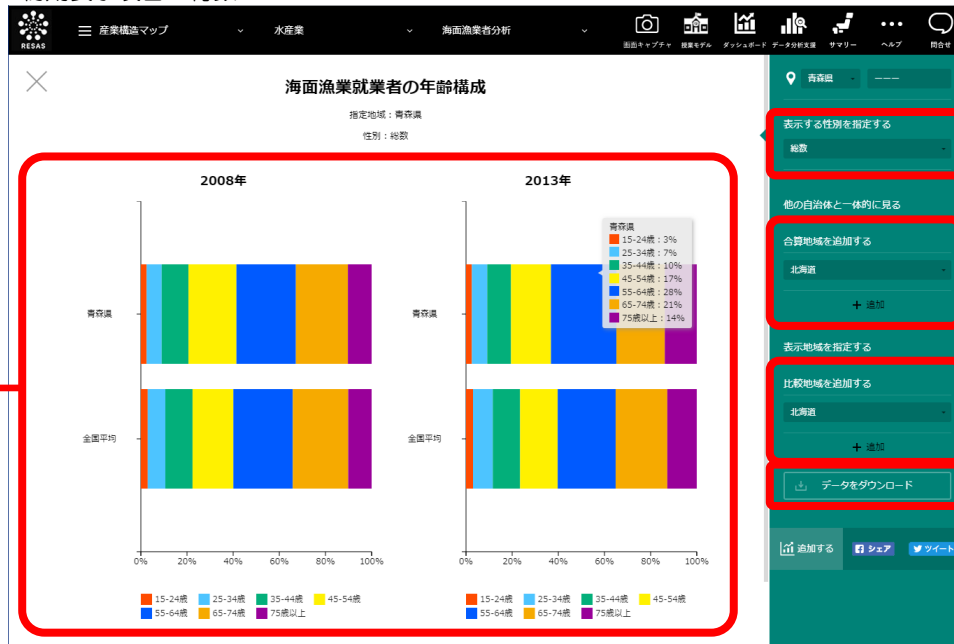 RESAS
産業構造マップ
水産業
海面漁業者分析
画面キャプチャ
授業モデル
ダッシュボード
データ分析支援
サマリー
ヘルプ
問合せ
海面漁業就業者の年齢構成
指定地域：青森県
性別：総数
2008年
2013年
青森県
15-24歳：3%
25-34歳：7%
35-44歳：10%
45-54歳：17%
55-64歳：28%
65-74歳：21%
75歳以上：14%
青森県
青森県
全国平均
全国平均
0% 20% 40% 60% 80% 100%
0% 20% 40% 60% 80% 100%
15-24歳 25-34歳 35-44歳 45-54歳
55-64歳 65-74歳 75歳以上
15-24歳 25-34歳 35-44歳 45-54歳
55-64歳 65-74歳 75歳以上
青森県 ---
表示する性別を指定する
総数
他の自治体と一体的に見る
合算地域を追加する
北海道
+ 追加
表示地域を指定する
比較地域を追加する
北海道
+ 追加
データをダウンロード
追加する
シェア
ツイート